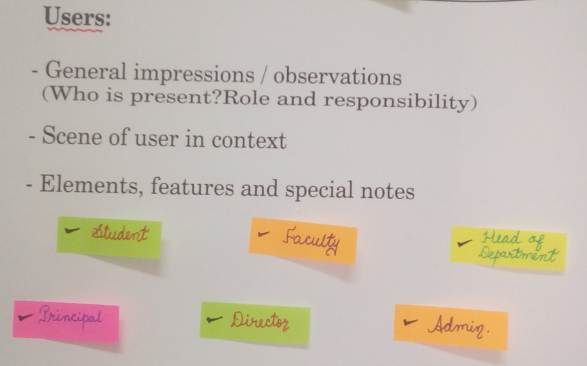 Users:
- General impressions / observations
(Who is present?Role and responsibility)
- Scene of user in context
- Elements, features and special notes
✓ Student
✓ Faculty
✓ Head of
Department
✓ Principal
✓ Director
✓ Admin.